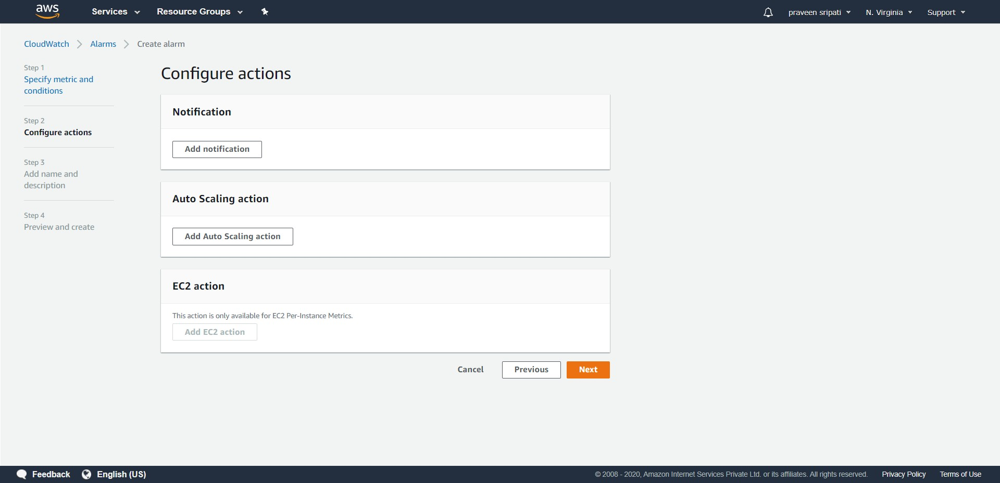 aws
Services
Resource Groups
praveen sripati
N. Virginia
Support
CloudWatch
Alarms
Create alarm
Step 1
Specify metric and
conditions
Step 2
Configure actions
Step 3
Add name and
description
Step 4
Preview and create
Configure actions
Notification
Add notification
Auto Scaling action
Add Auto Scaling action
EC2 action
This action is only available for EC2 Per-Instance Metrics.
Add EC2 action
Cancel
Previous
Next
Feedback
English (US)
© 2008 - 2020, Amazon Internet Services Private Ltd. or its affiliates. All rights reserved.
Privacy Policy
Terms of Use